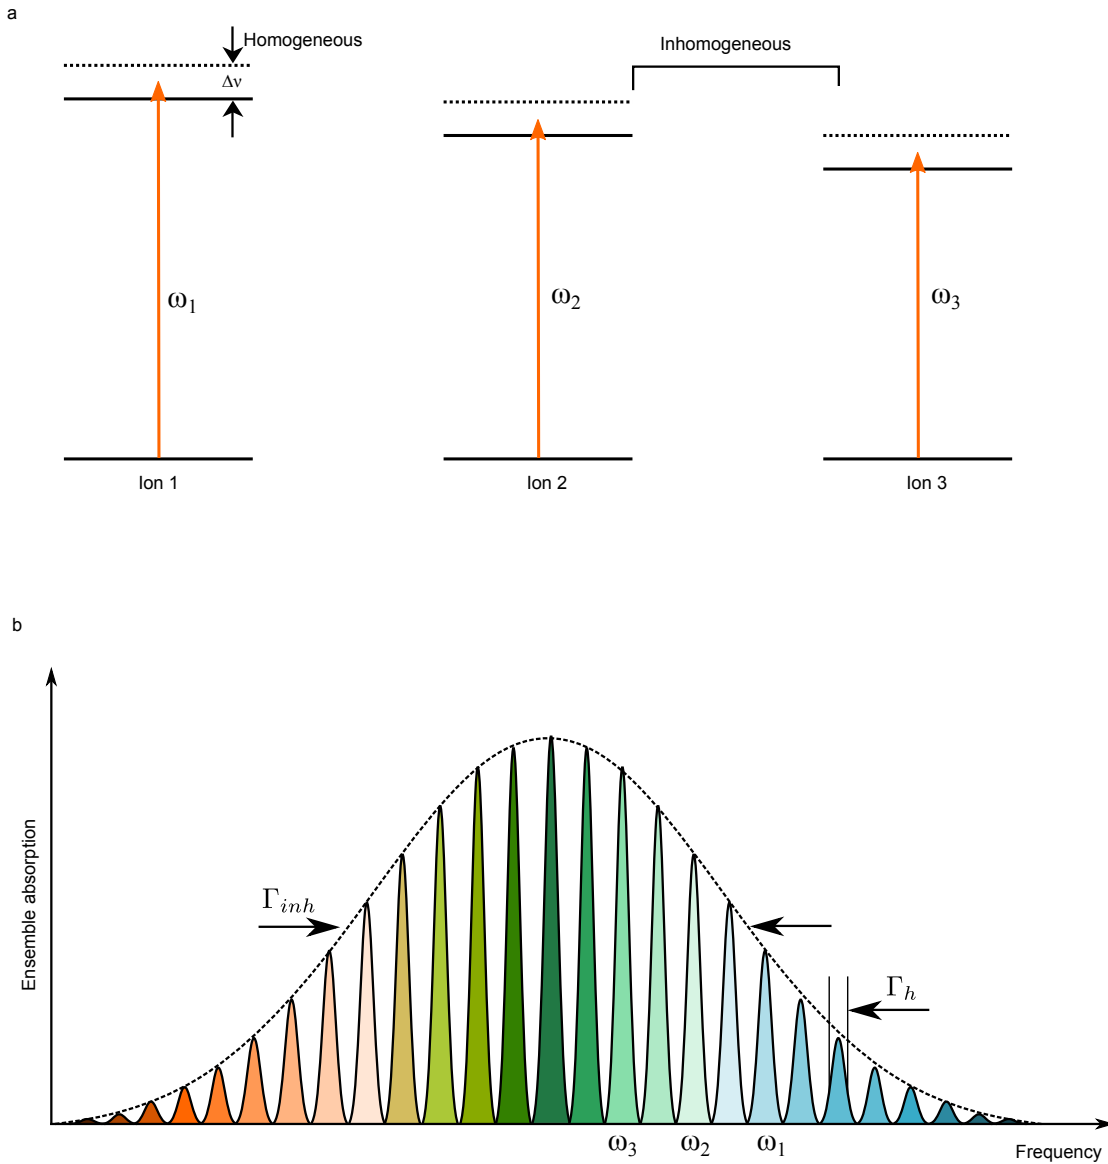 a
Homogeneous
Inhomogeneous
Δν
ω1
ω2
ω3
Ion 1
Ion 2
Ion 3
b
Ensemble absorption
Γinh
Γh
ω3
ω2
ω1
Frequency